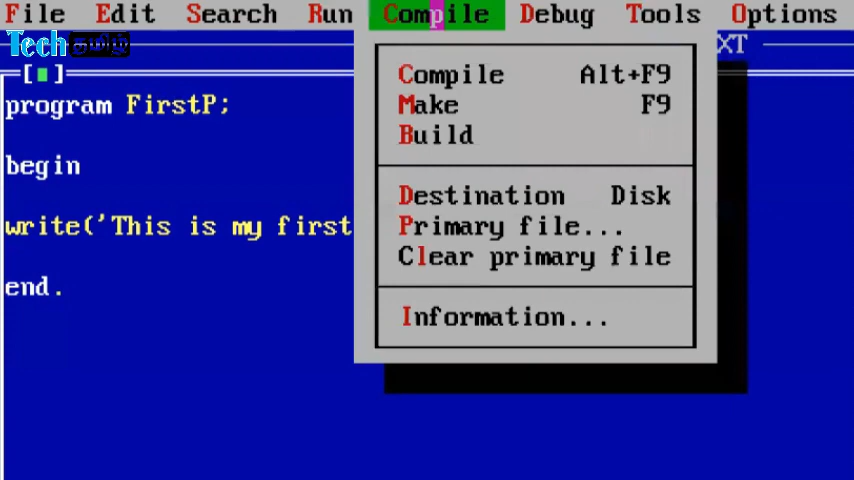 File Edit Search Run Compile Debug Tools Options
Tech தமிழ்
XT
[■]
program FirstP;
begin
write('This is my first
end.
Compile Alt+F9
Make F9
Build
Destination Disk
Primary file...
Clear primary file
Information...